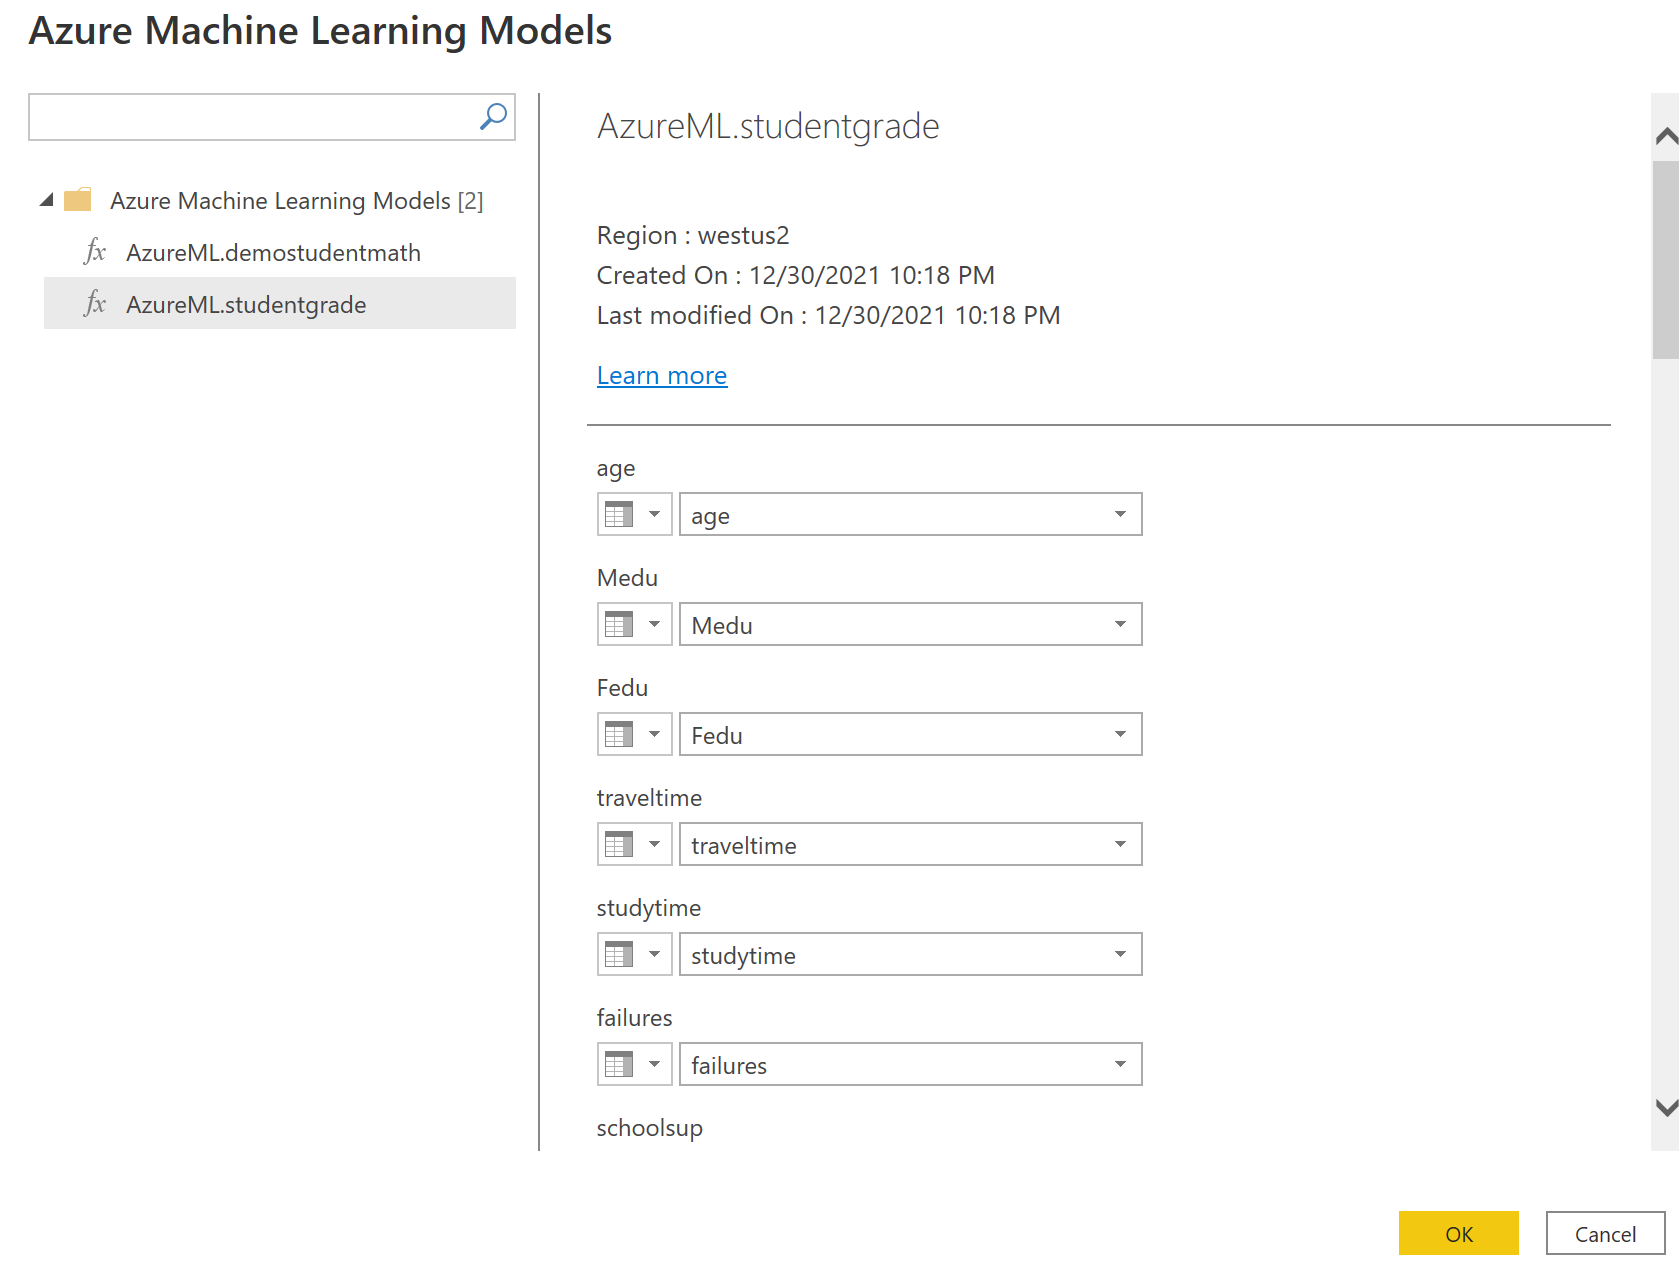 Azure Machine Learning Models
Azure Machine Learning Models [2]
fx AzureML.demostudentmath
fx AzureML.studentgrade
AzureML.studentgrade
Region : westus2
Created On : 12/30/2021 10:18 PM
Last modified On : 12/30/2021 10:18 PM
Learn more
age
age
Medu
Medu
Fedu
Fedu
traveltime
traveltime
studytime
studytime
failures
failures
schoolsup
OK
Cancel